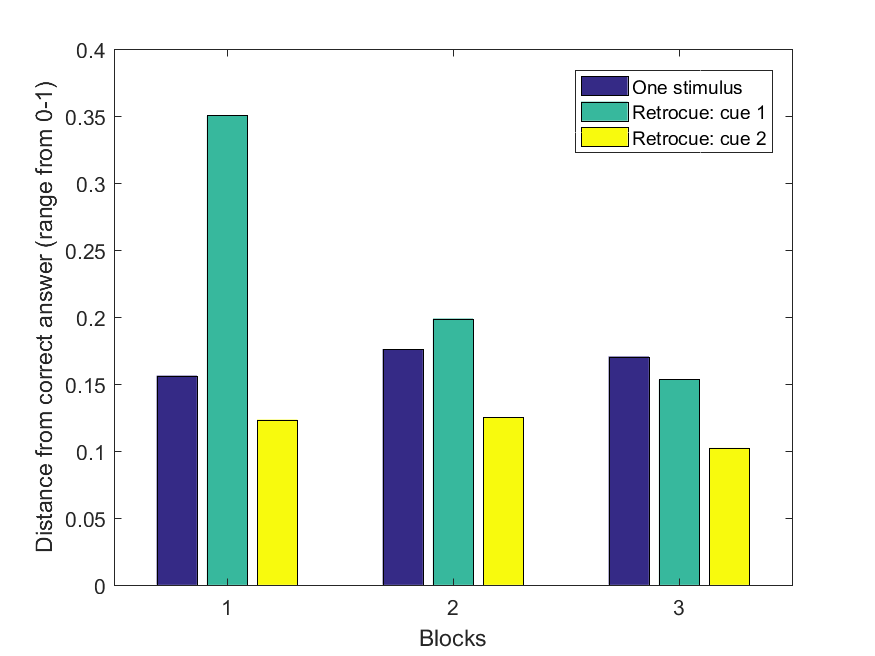 0.4
0.35
0.3
0.25
0.2
0.15
0.1
0.05
0
Distance from correct answer (range from 0-1)
One stimulus
Retrocue: cue 1
Retrocue: cue 2
1 2 3
Blocks